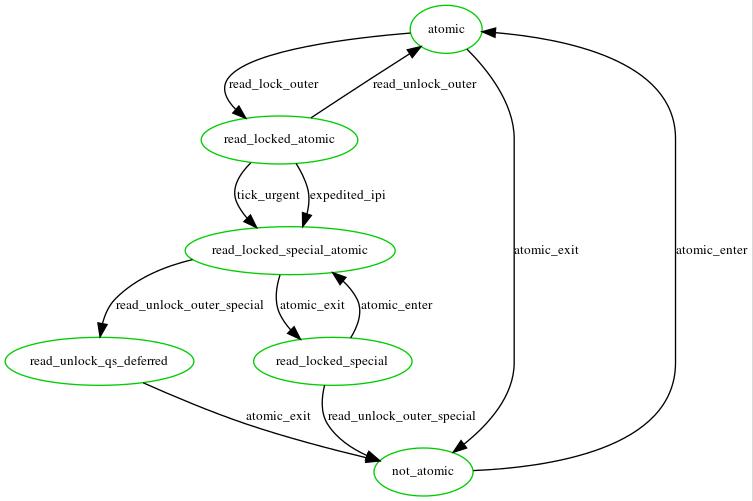 atomic
read_lock_outer
read_unlock_outer
read_locked_atomic
tick_urgent
expedited_ipi
read_locked_special_atomic
atomic_exit
atomic_enter
read_unlock_outer_special
atomic_exit
atomic_enter
read_unlock_qs_deferred
read_locked_special
atomic_exit
read_unlock_outer_special
not_atomic